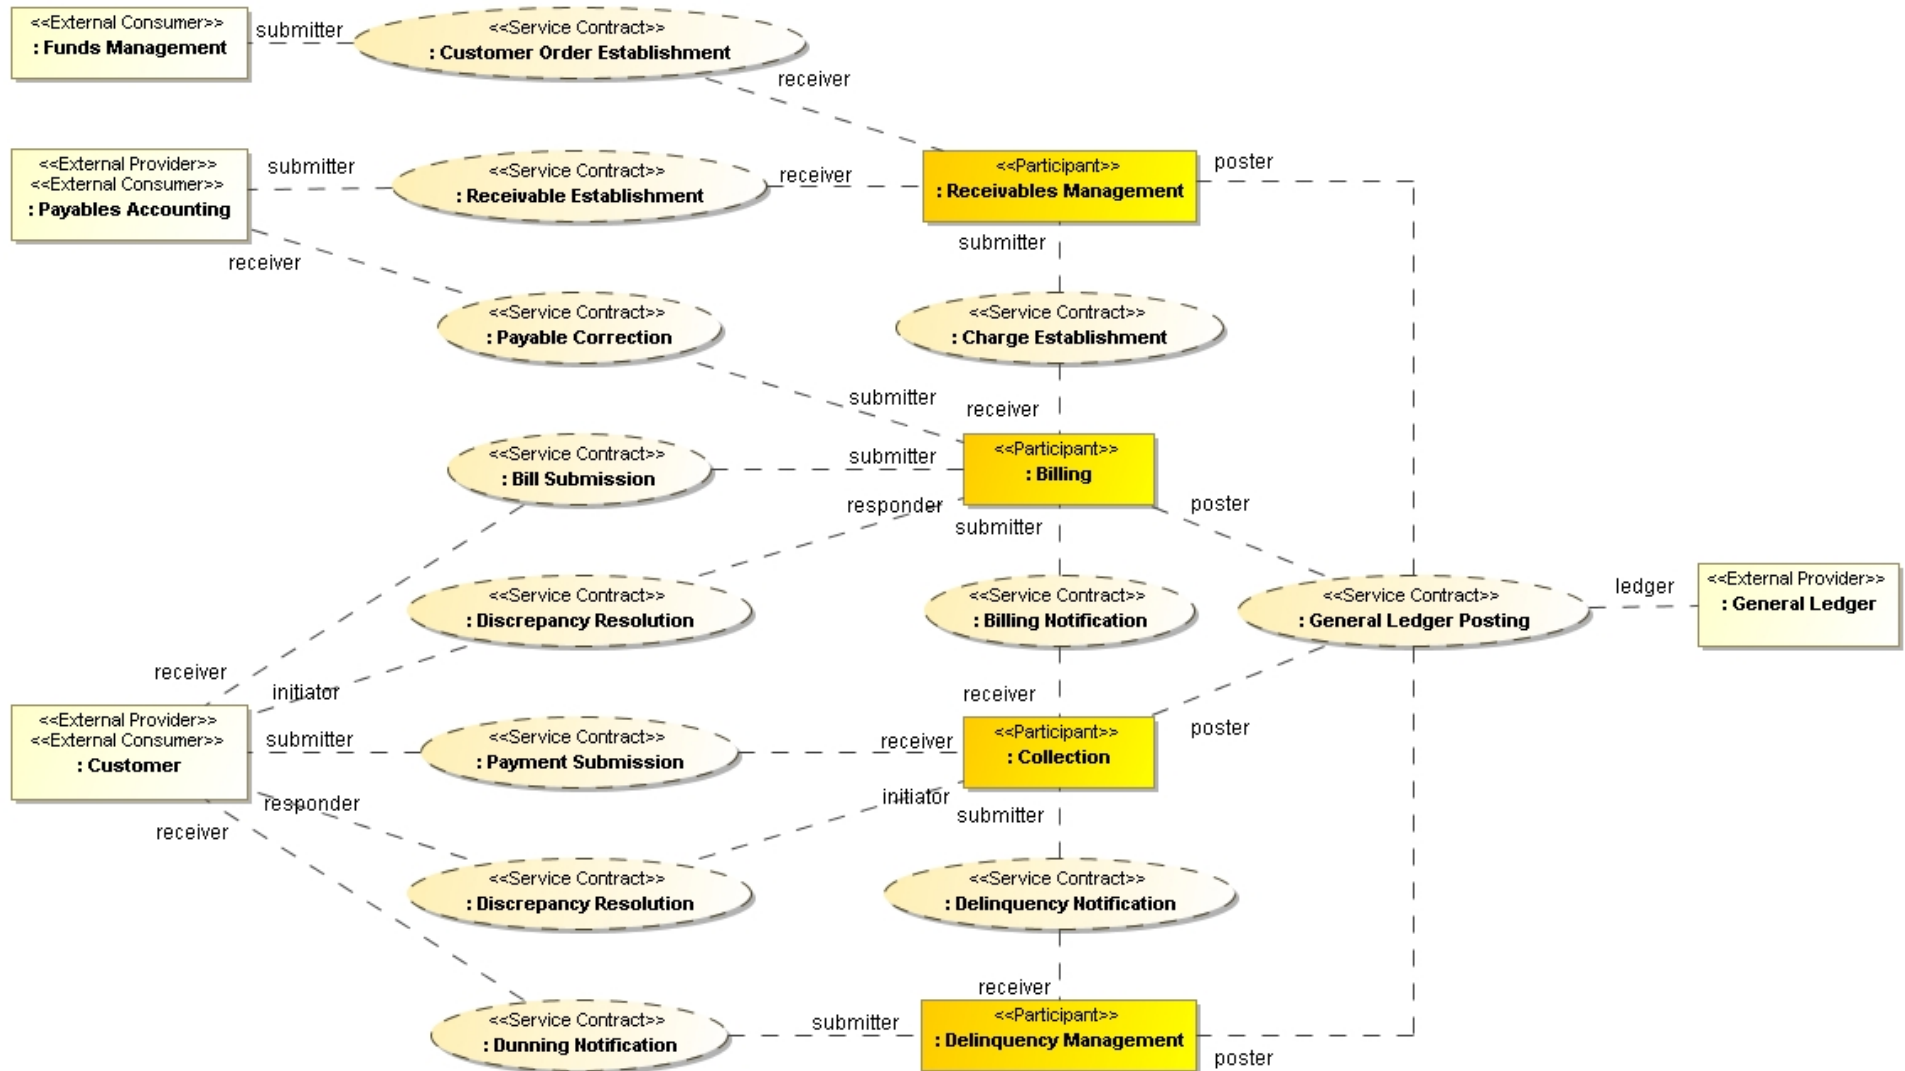 <<External Consumer>>
: Funds Management
submitter
<<Service Contract>>
: Customer Order Establishment
receiver
<<External Provider>>
<<External Consumer>>
: Payables Accounting
submitter
<<Service Contract>>
: Receivable Establishment
receiver
<<Participant>>
: Receivables Management
poster
receiver
submitter
<<Service Contract>>
: Payable Correction
<<Service Contract>>
: Charge Establishment
submitter
receiver
<<Service Contract>>
: Bill Submission
submitter
<<Participant>>
: Billing
responder
submitter
poster
<<Service Contract>>
: Discrepancy Resolution
<<Service Contract>>
: Billing Notification
<<Service Contract>>
: General Ledger Posting
ledger
<<External Provider>>
: General Ledger
receiver
initiator
receiver
poster
<<External Provider>>
<<External Consumer>>
: Customer
submitter
<<Service Contract>>
: Payment Submission
receiver
<<Participant>>
: Collection
responder
receiver
initiator
submitter
<<Service Contract>>
: Discrepancy Resolution
<<Service Contract>>
: Delinquency Notification
receiver
<<Service Contract>>
: Dunning Notification
submitter
<<Participant>>
: Delinquency Management
poster